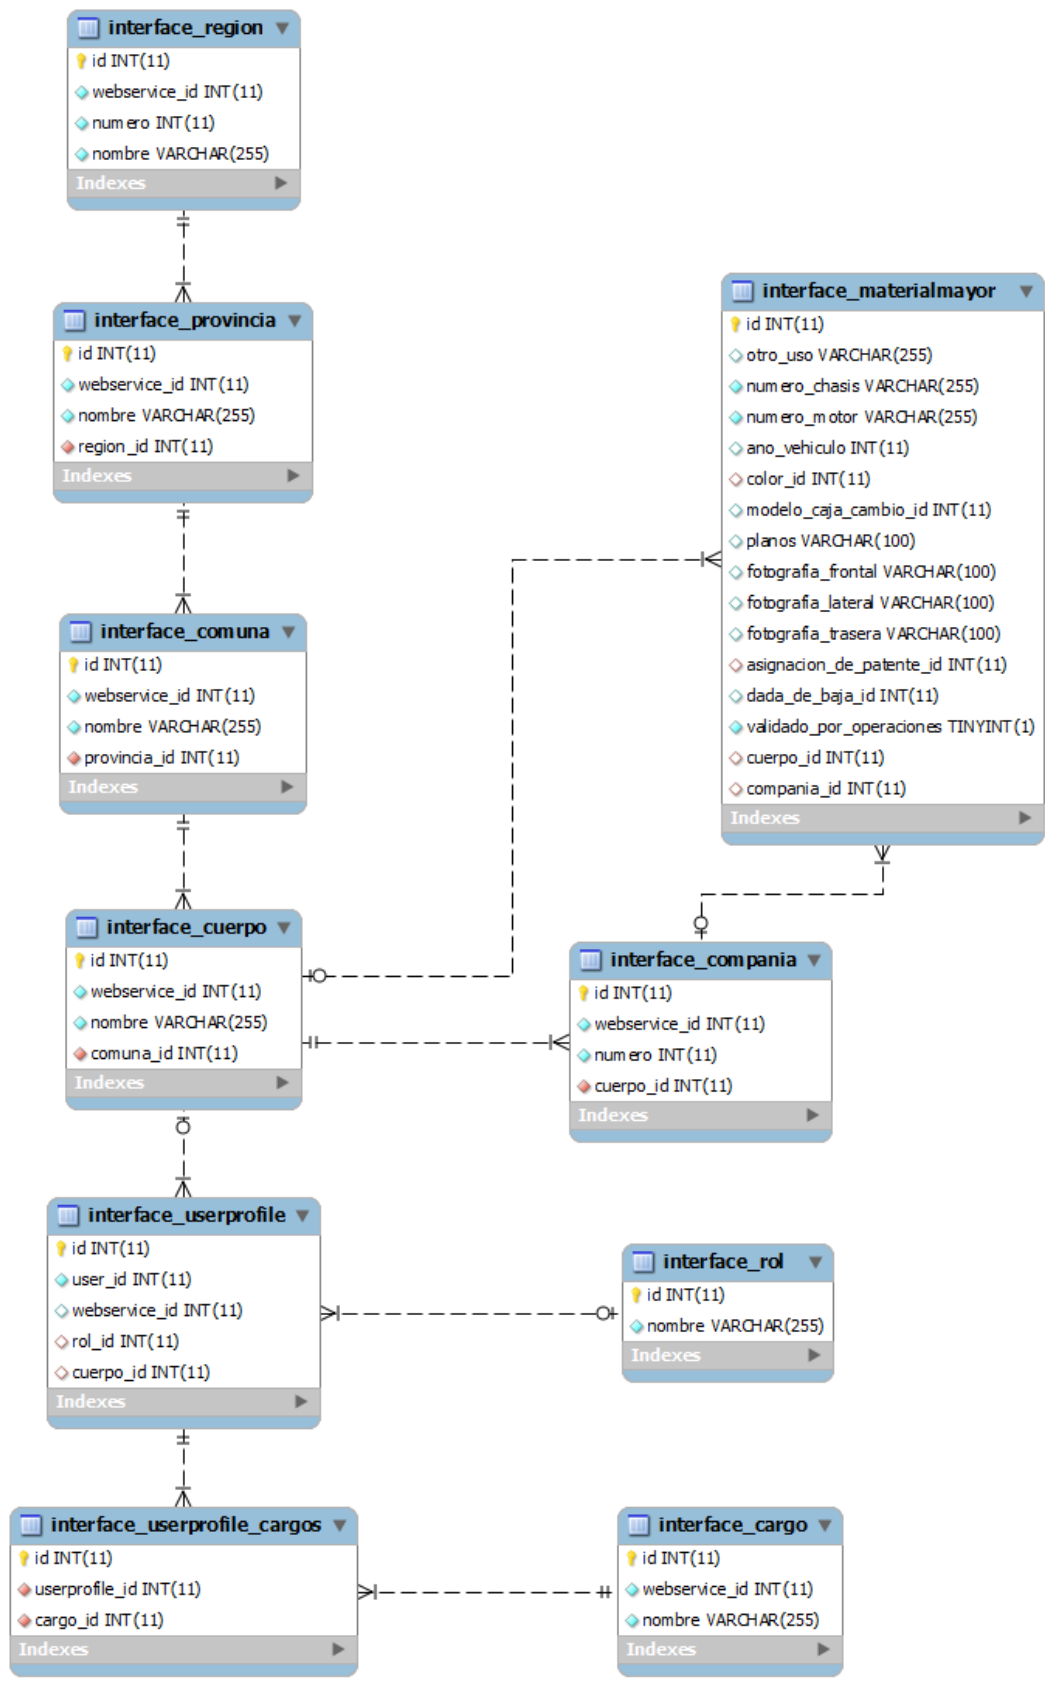 interface_region
id INT(11)
webservice_id INT(11)
numero INT(11)
nombre VARCHAR(255)
Indexes
interface_provincia
id INT(11)
webservice_id INT(11)
nombre VARCHAR(255)
region_id INT(11)
Indexes
interface_comuna
id INT(11)
webservice_id INT(11)
nombre VARCHAR(255)
provincia_id INT(11)
Indexes
interface_materialmayor
id INT(11)
otro_uso VARCHAR(255)
numero_chasis VARCHAR(255)
numero_motor VARCHAR(255)
ano_vehiculo INT(11)
color_id INT(11)
modelo_caja_cambio_id INT(11)
planos VARCHAR(100)
fotografia_frontal VARCHAR(100)
fotografia_lateral VARCHAR(100)
fotografia_trasera VARCHAR(100)
asignacion_de_patente_id INT(11)
dada_de_baja_id INT(11)
validado_por_operaciones TINYINT(1)
cuerpo_id INT(11)
compania_id INT(11)
Indexes
interface_cuerpo
id INT(11)
webservice_id INT(11)
nombre VARCHAR(255)
comuna_id INT(11)
Indexes
interface_compania
id INT(11)
webservice_id INT(11)
numero INT(11)
cuerpo_id INT(11)
Indexes
interface_userprofile
id INT(11)
user_id INT(11)
webservice_id INT(11)
rol_id INT(11)
cuerpo_id INT(11)
Indexes
interface_rol
id INT(11)
nombre VARCHAR(255)
Indexes
interface_userprofile_cargos
id INT(11)
userprofile_id INT(11)
cargo_id INT(11)
Indexes
interface_cargo
id INT(11)
webservice_id INT(11)
nombre VARCHAR(255)
Indexes